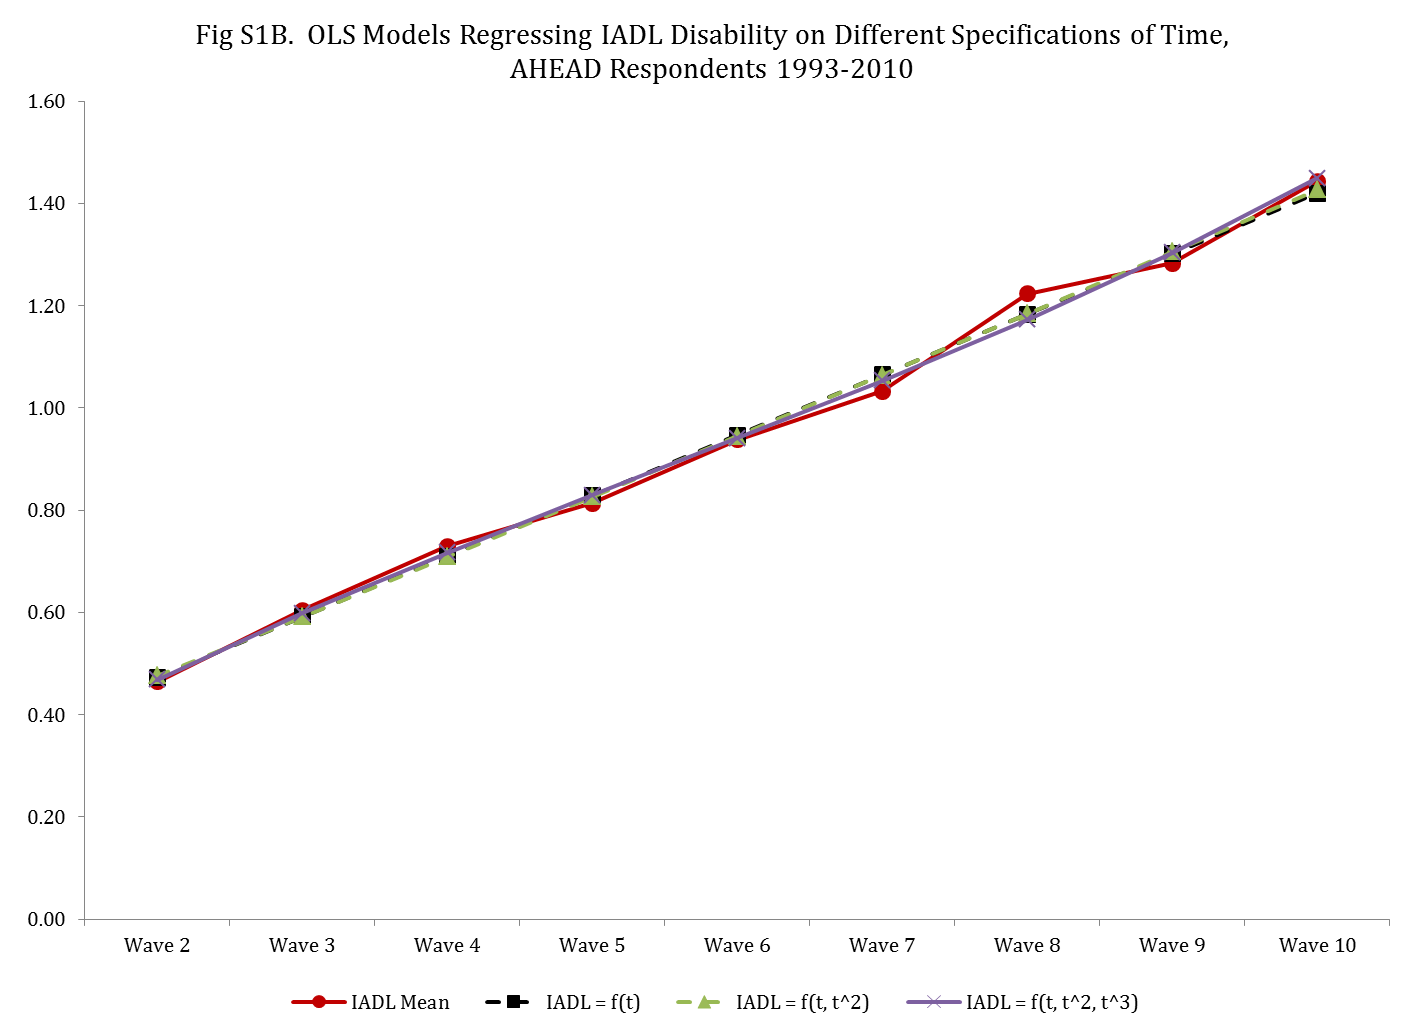 Fig S1B.  OLS Models Regressing IADL Disability on Different Specifications of Time,
AHEAD Respondents 1993-2010
1.60
1.40
1.20
1.00
0.80
0.60
0.40
0.20
0.00
Wave 2 Wave 3 Wave 4 Wave 5 Wave 6 Wave 7 Wave 8 Wave 9 Wave 10
IADL Mean IADL = f(t) IADL = f(t, t^2) IADL = f(t, t^2, t^3)